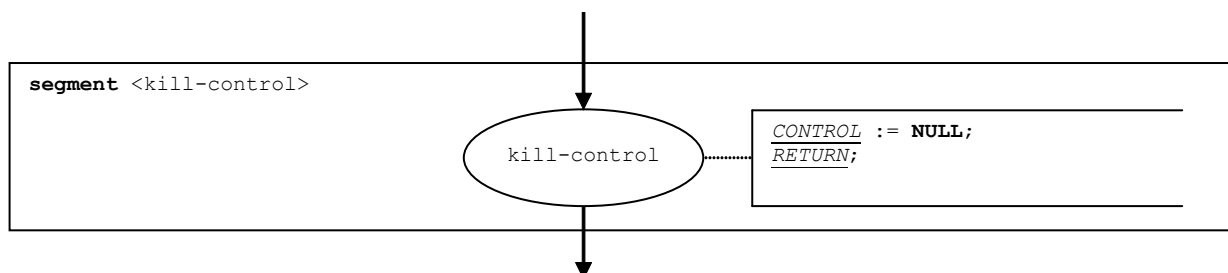 segment <kill-control>
kill-control
CONTROL := NULL;
RETURN;